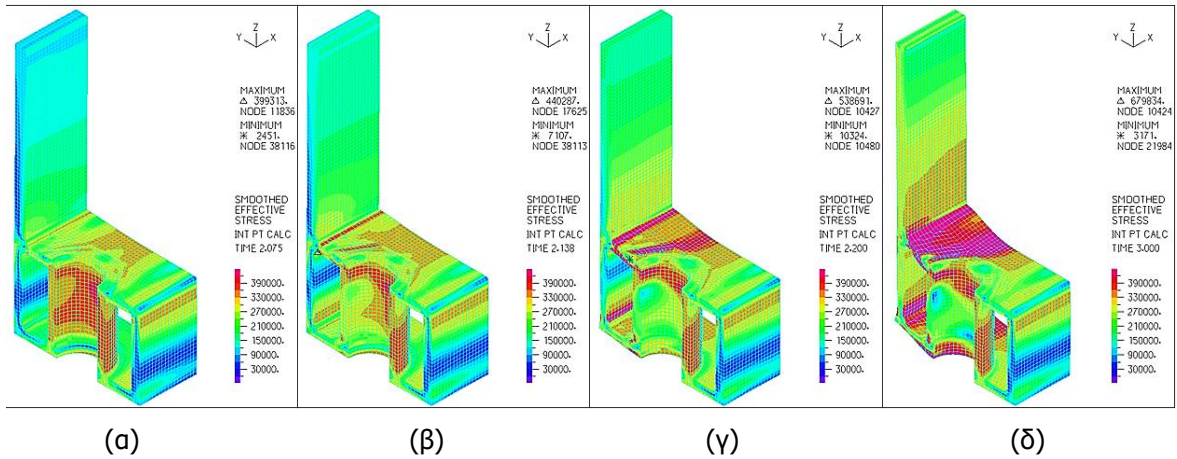 Z
Y X
MAXIMUM
△ 399313.
NODE 11836
MINIMUM
✳ 2451.
NODE 38116
SMOOTHED
EFFECTIVE
STRESS
INT PT CALC
TIME 2.075
390000.
330000.
270000.
210000.
150000.
90000.
30000.
Z
Y X
MAXIMUM
△ 440287.
NODE 17625
MINIMUM
✳ 7107.
NODE 38113
SMOOTHED
EFFECTIVE
STRESS
INT PT CALC
TIME 2.138
390000.
330000.
270000.
210000.
150000.
90000.
30000.
Z
Y X
MAXIMUM
△ 538691.
NODE 10427
MINIMUM
✳ 10324.
NODE 10480
SMOOTHED
EFFECTIVE
STRESS
INT PT CALC
TIME 2.200
390000.
330000.
270000.
210000.
150000.
90000.
30000.
Z
Y X
MAXIMUM
△ 679834.
NODE 10424
MINIMUM
✳ 3171.
NODE 21984
SMOOTHED
EFFECTIVE
STRESS
INT PT CALC
TIME 3.000
390000.
330000.
270000.
210000.
150000.
90000.
30000.
(α) (β) (γ) (δ)